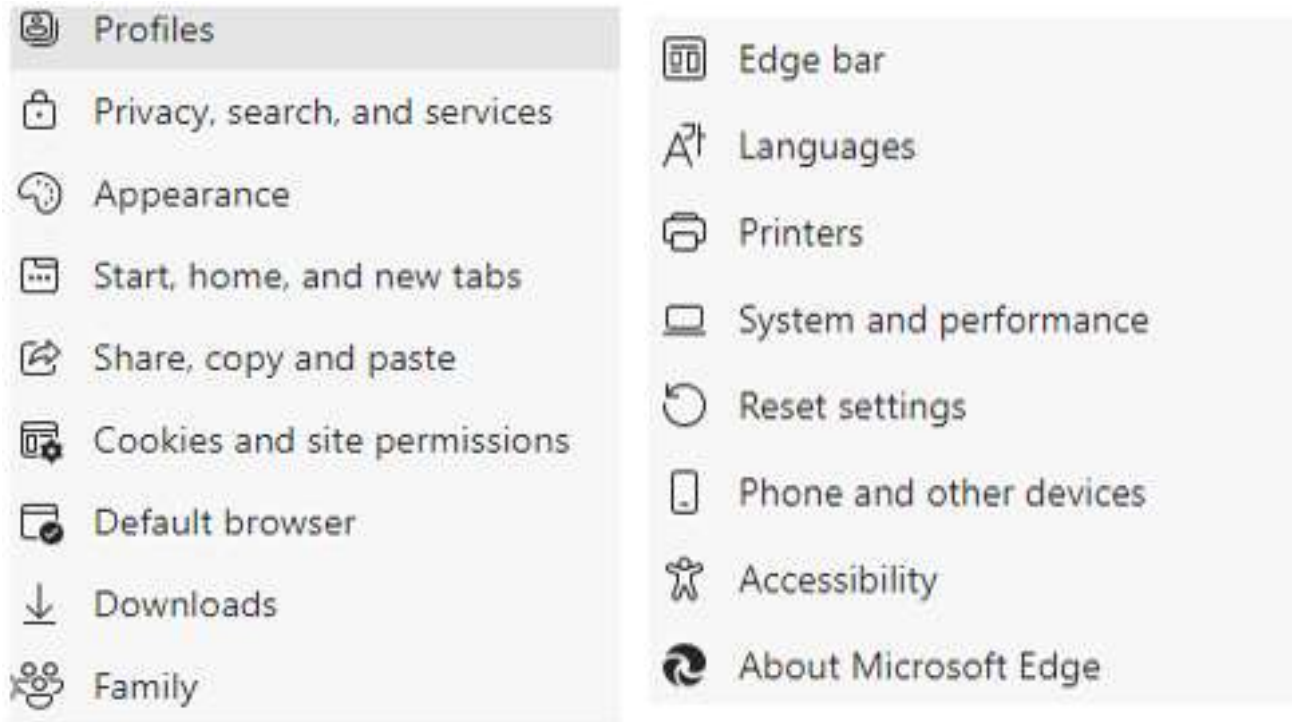 Profiles
Privacy, search, and services
Appearance
Start, home, and new tabs
Share, copy and paste
Cookies and site permissions
Default browser
Downloads
Family
Edge bar
Languages
Printers
System and performance
Reset settings
Phone and other devices
Accessibility
About Microsoft Edge